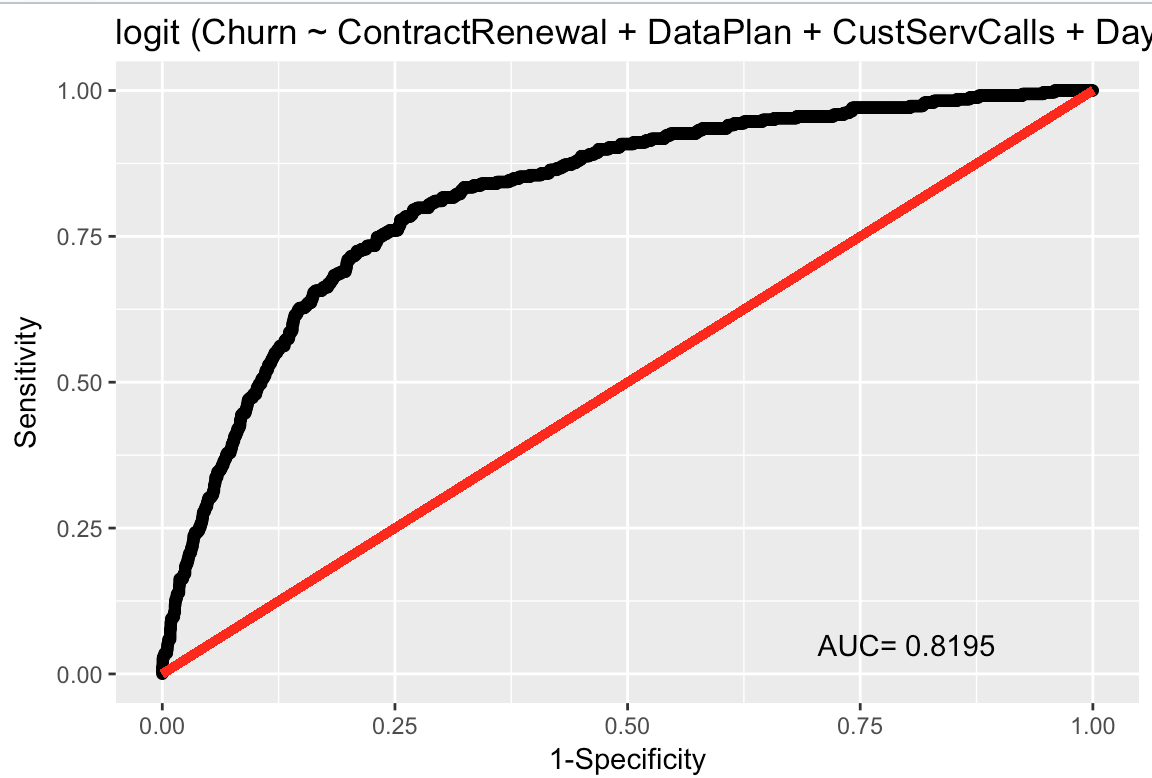 logit (Churn ~ ContractRenewal + DataPlan + CustServCalls + Day
1.00
0.75
0.50
0.25
0.00
Sensitivity
AUC= 0.8195
0.00 0.25 0.50 0.75 1.00
1-Specificity